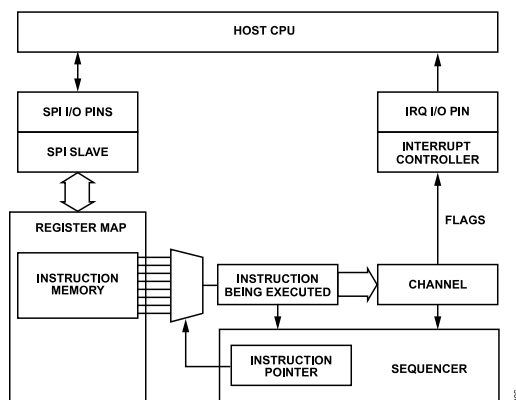 HOST CPU
SPI I/O PINS
SPI SLAVE
IRQ I/O PIN
INTERRUPT
CONTROLLER
FLAGS
REGISTER MAP
INSTRUCTION
MEMORY
INSTRUCTION
BEING EXECUTED
CHANNEL
INSTRUCTION
POINTER
SEQUENCER